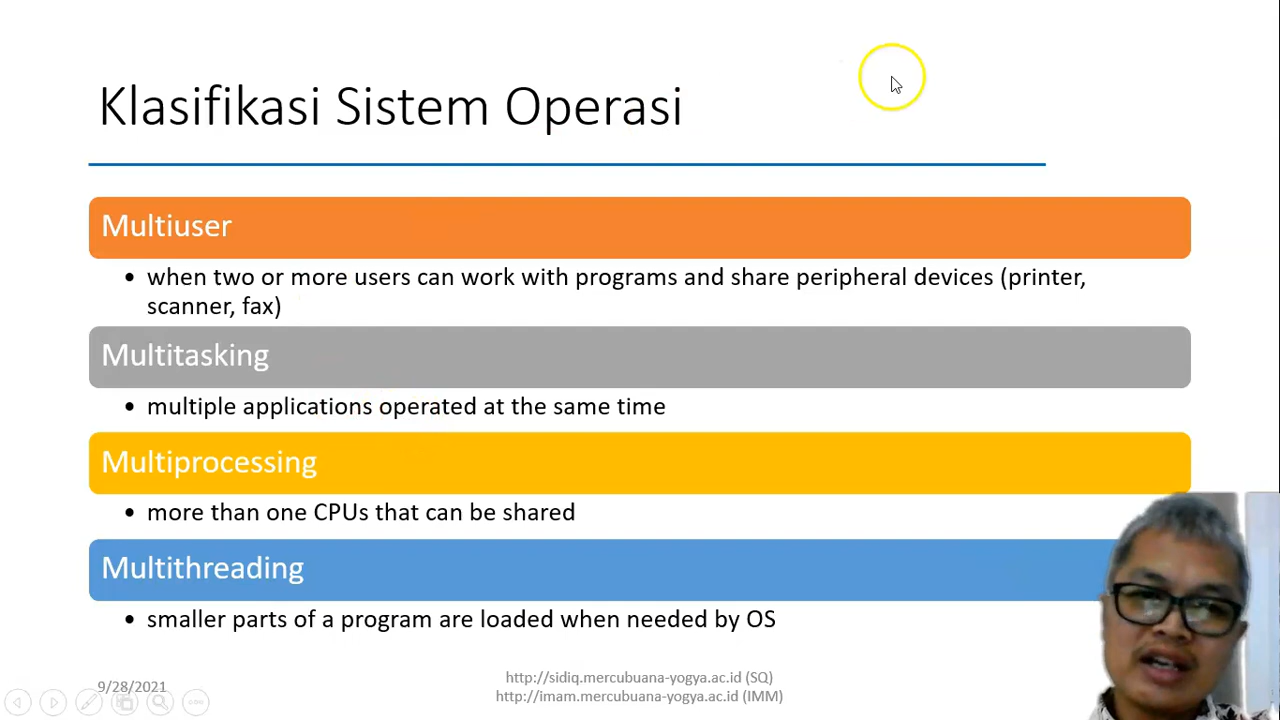 Klasifikasi Sistem Operasi
Multiuser
• when two or more users can work with programs and share peripheral devices (printer,
scanner, fax)
Multitasking
• multiple applications operated at the same time
Multiprocessing
• more than one CPUs that can be shared
Multithreading
• smaller parts of a program are loaded when needed by OS
9/28/2021
http://sidiq.mercubuana-yogya.ac.id (SQ)
http://imam.mercubuana-yogya.ac.id (IMM)